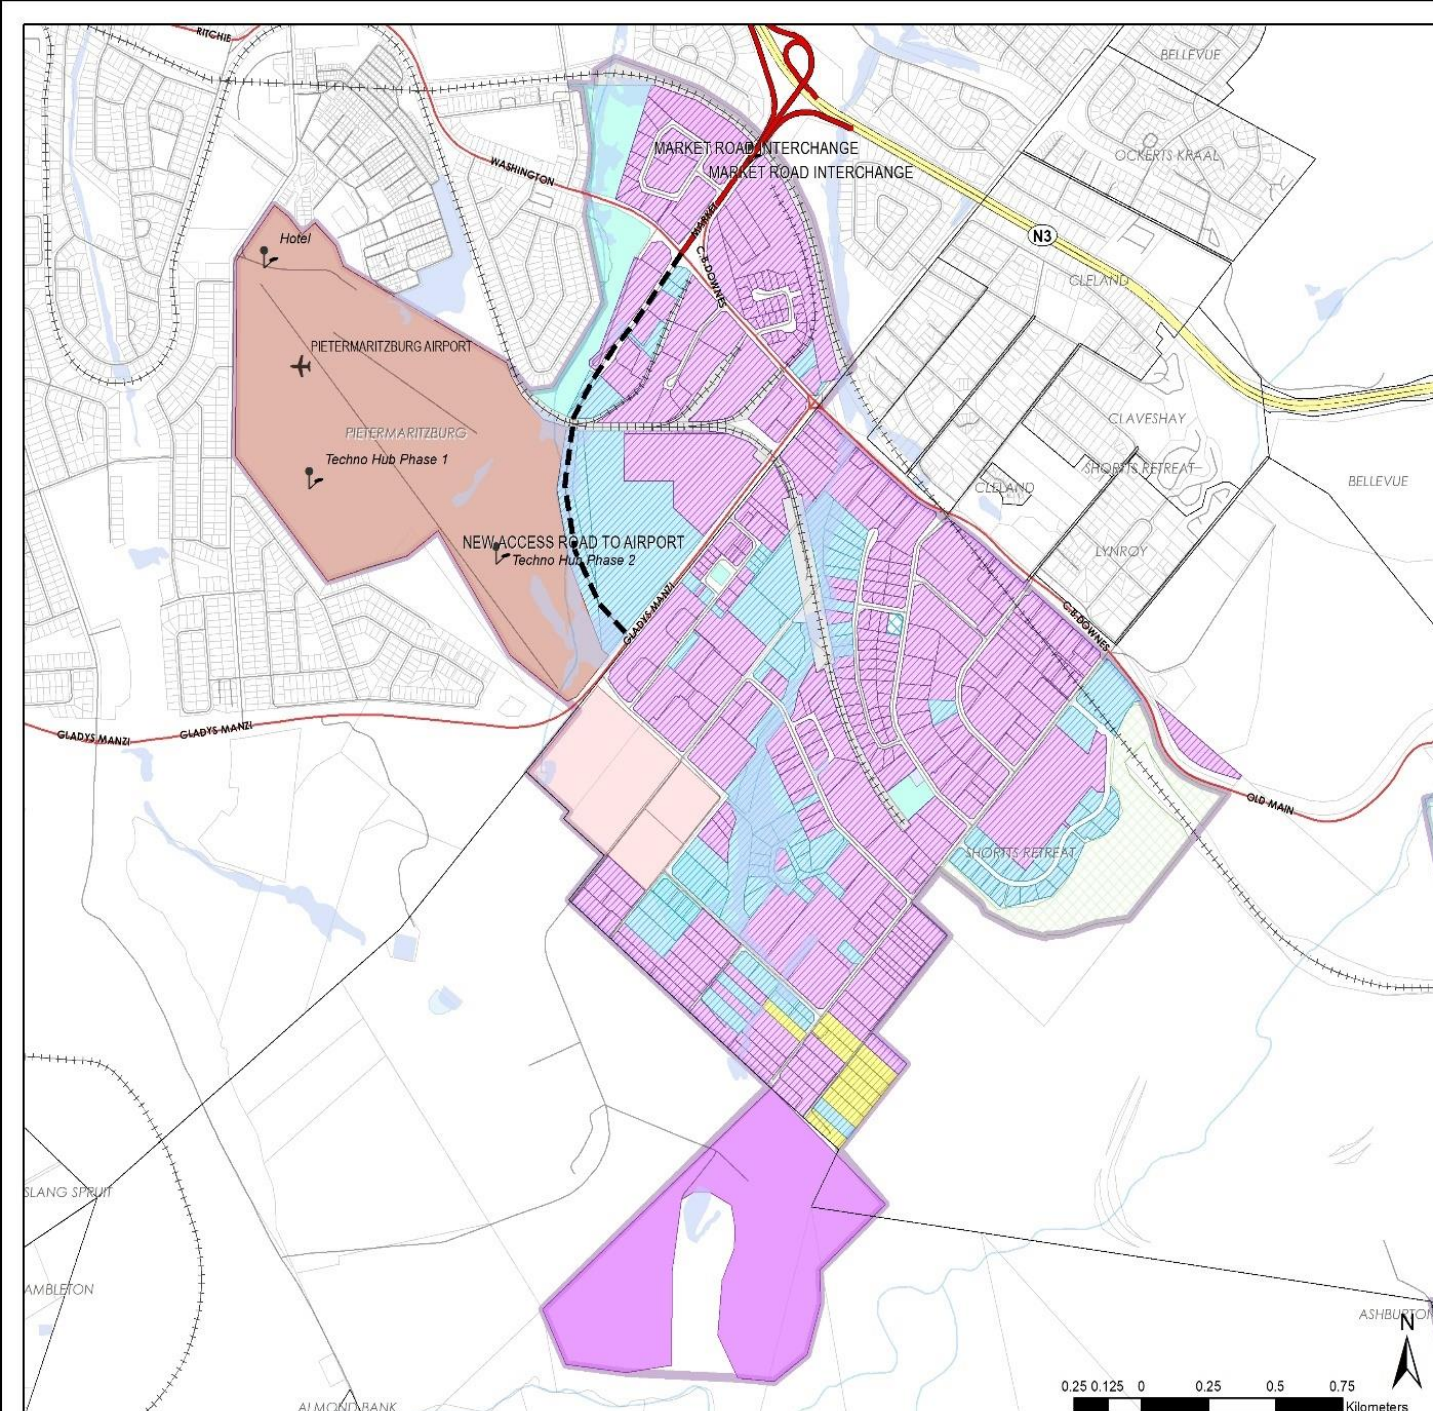 RITCHIE
BELLEVUE
MARKET ROAD INTERCHANGE
OCKERTS KRAAL
WASHINGTON
MARKET ROAD INTERCHANGE
MARKET
Hotel
N3
C.B.DOWNES
CLELAND
PIETERMARITZBURG AIRPORT
CLAVESHAY
PIETERMARITZBURG
Techno Hub Phase 1
SHORTTS RETREAT
BELLEVUE
CLELAND
NEW ACCESS ROAD TO AIRPORT
LYNROY
Techno Hub Phase 2
GLADYS MANZI
C.B.DOWNES
GLADYS MANZI
GLADYS MANZI
OLD MAIN
SHORTTS RETREAT
SLANG SPRUIT
AMBLETON
ASHBURTON
N
0.25 0.125 0 0.25 0.5 0.75
Kilometers
ALMOND BANK